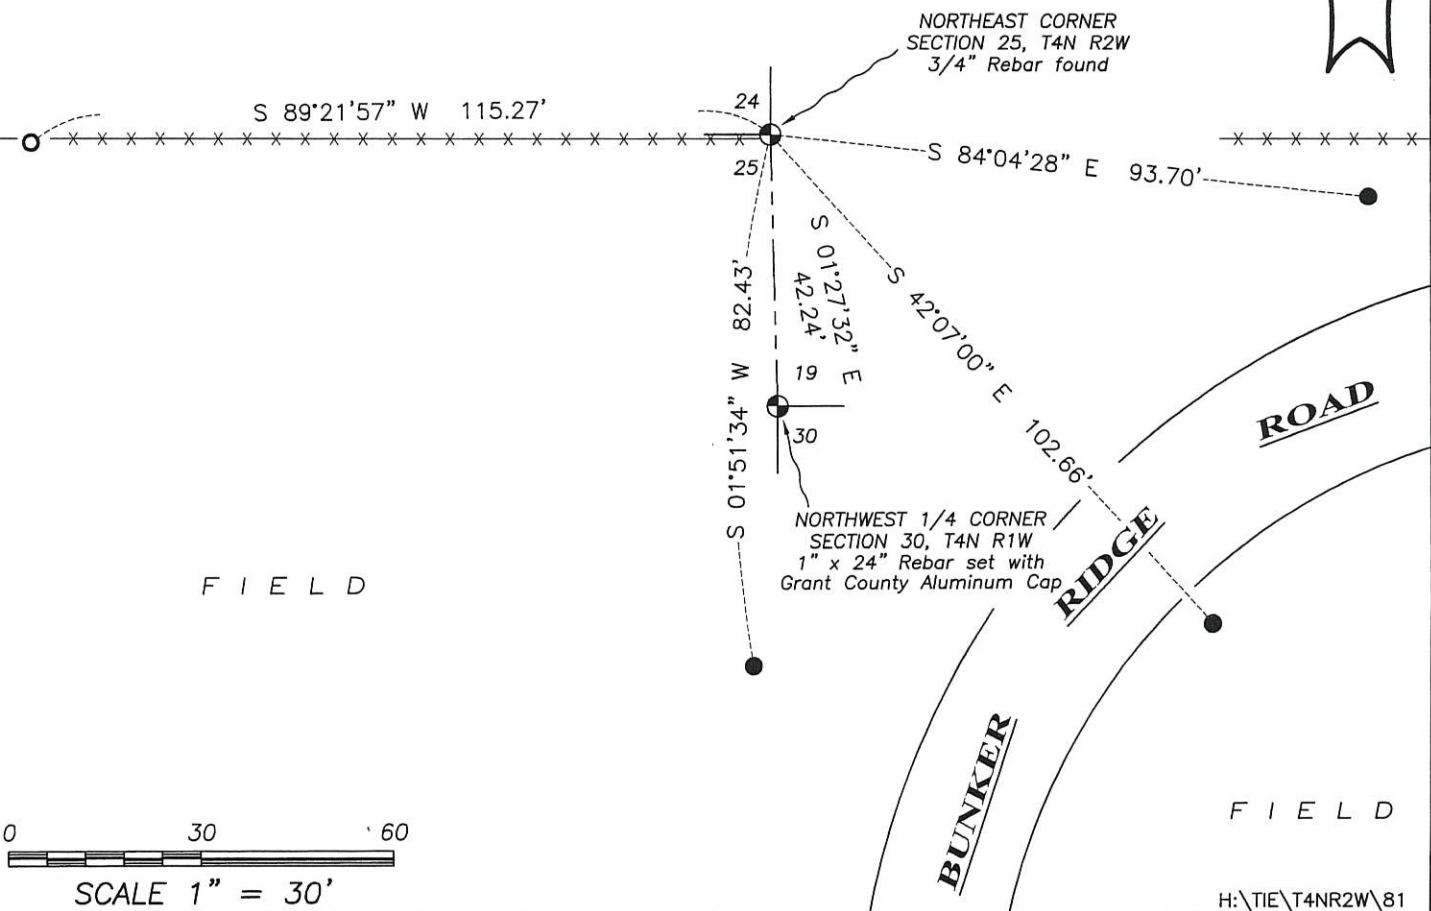 NORTHEAST CORNER
SECTION 25, T4N R2W
3/4" Rebar found
S 89°21'57" W 115.27'
24
25
S 84°04'28" E 93.70'
S 01°27'32" E
42.24'
S 01°51'34" W 82.43'
S 42°07'00" E 102.66'
19
30
NORTHWEST 1/4 CORNER
SECTION 30, T4N R1W
1" x 24" Rebar set with
Grant County Aluminum Cap
BUNKER RIDGE ROAD
FIELD
FIELD
0 30 60
SCALE 1" = 30'
H:\TIE\T4NR2W\81